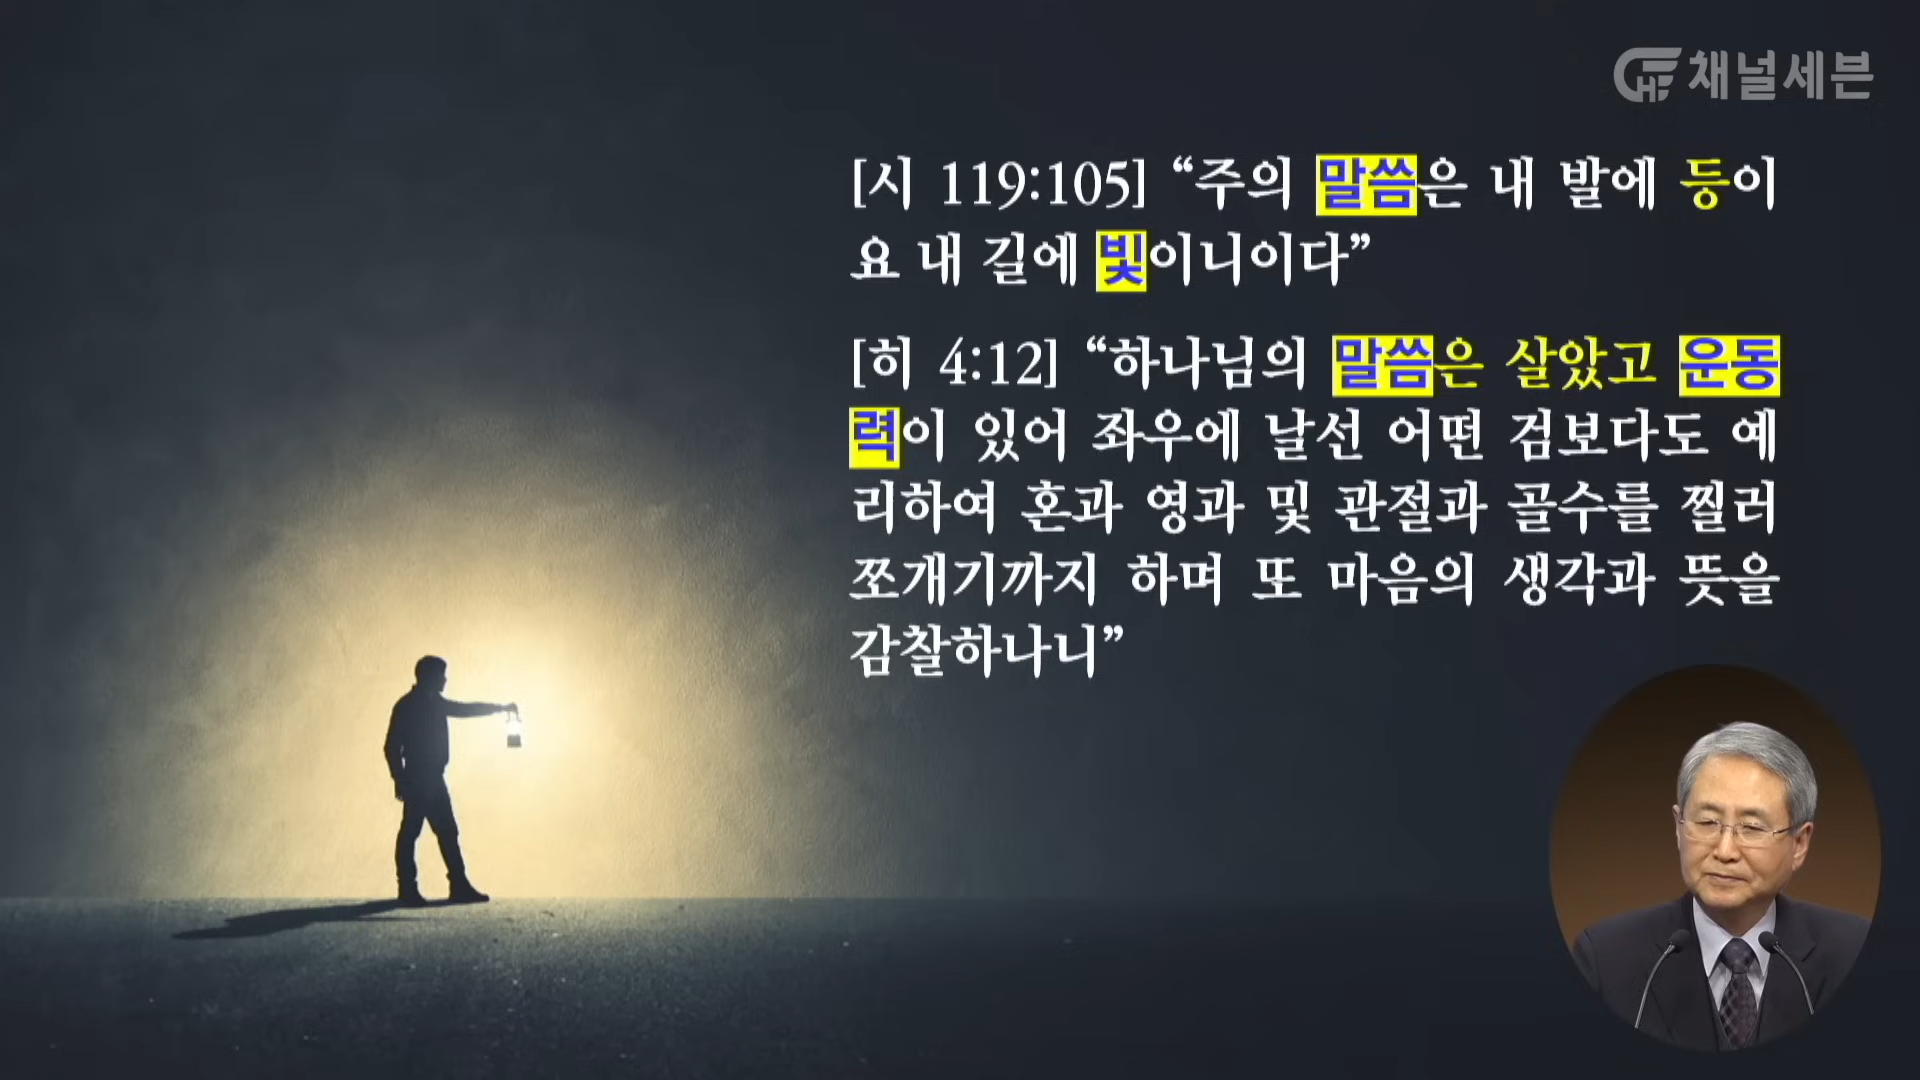 채널세븐
[시 119:105] “주의 말씀은 내 발에 등이
요 내 길에 빛이니이다”
[히 4:12] “하나님의 말씀은 살았고 운동
력이 있어 좌우에 날선 어떤 검보다도 예
리하여 혼과 영과 및 관절과 골수를 찔러
쪼개기까지 하며 또 마음의 생각과 뜻을
감찰하나니”